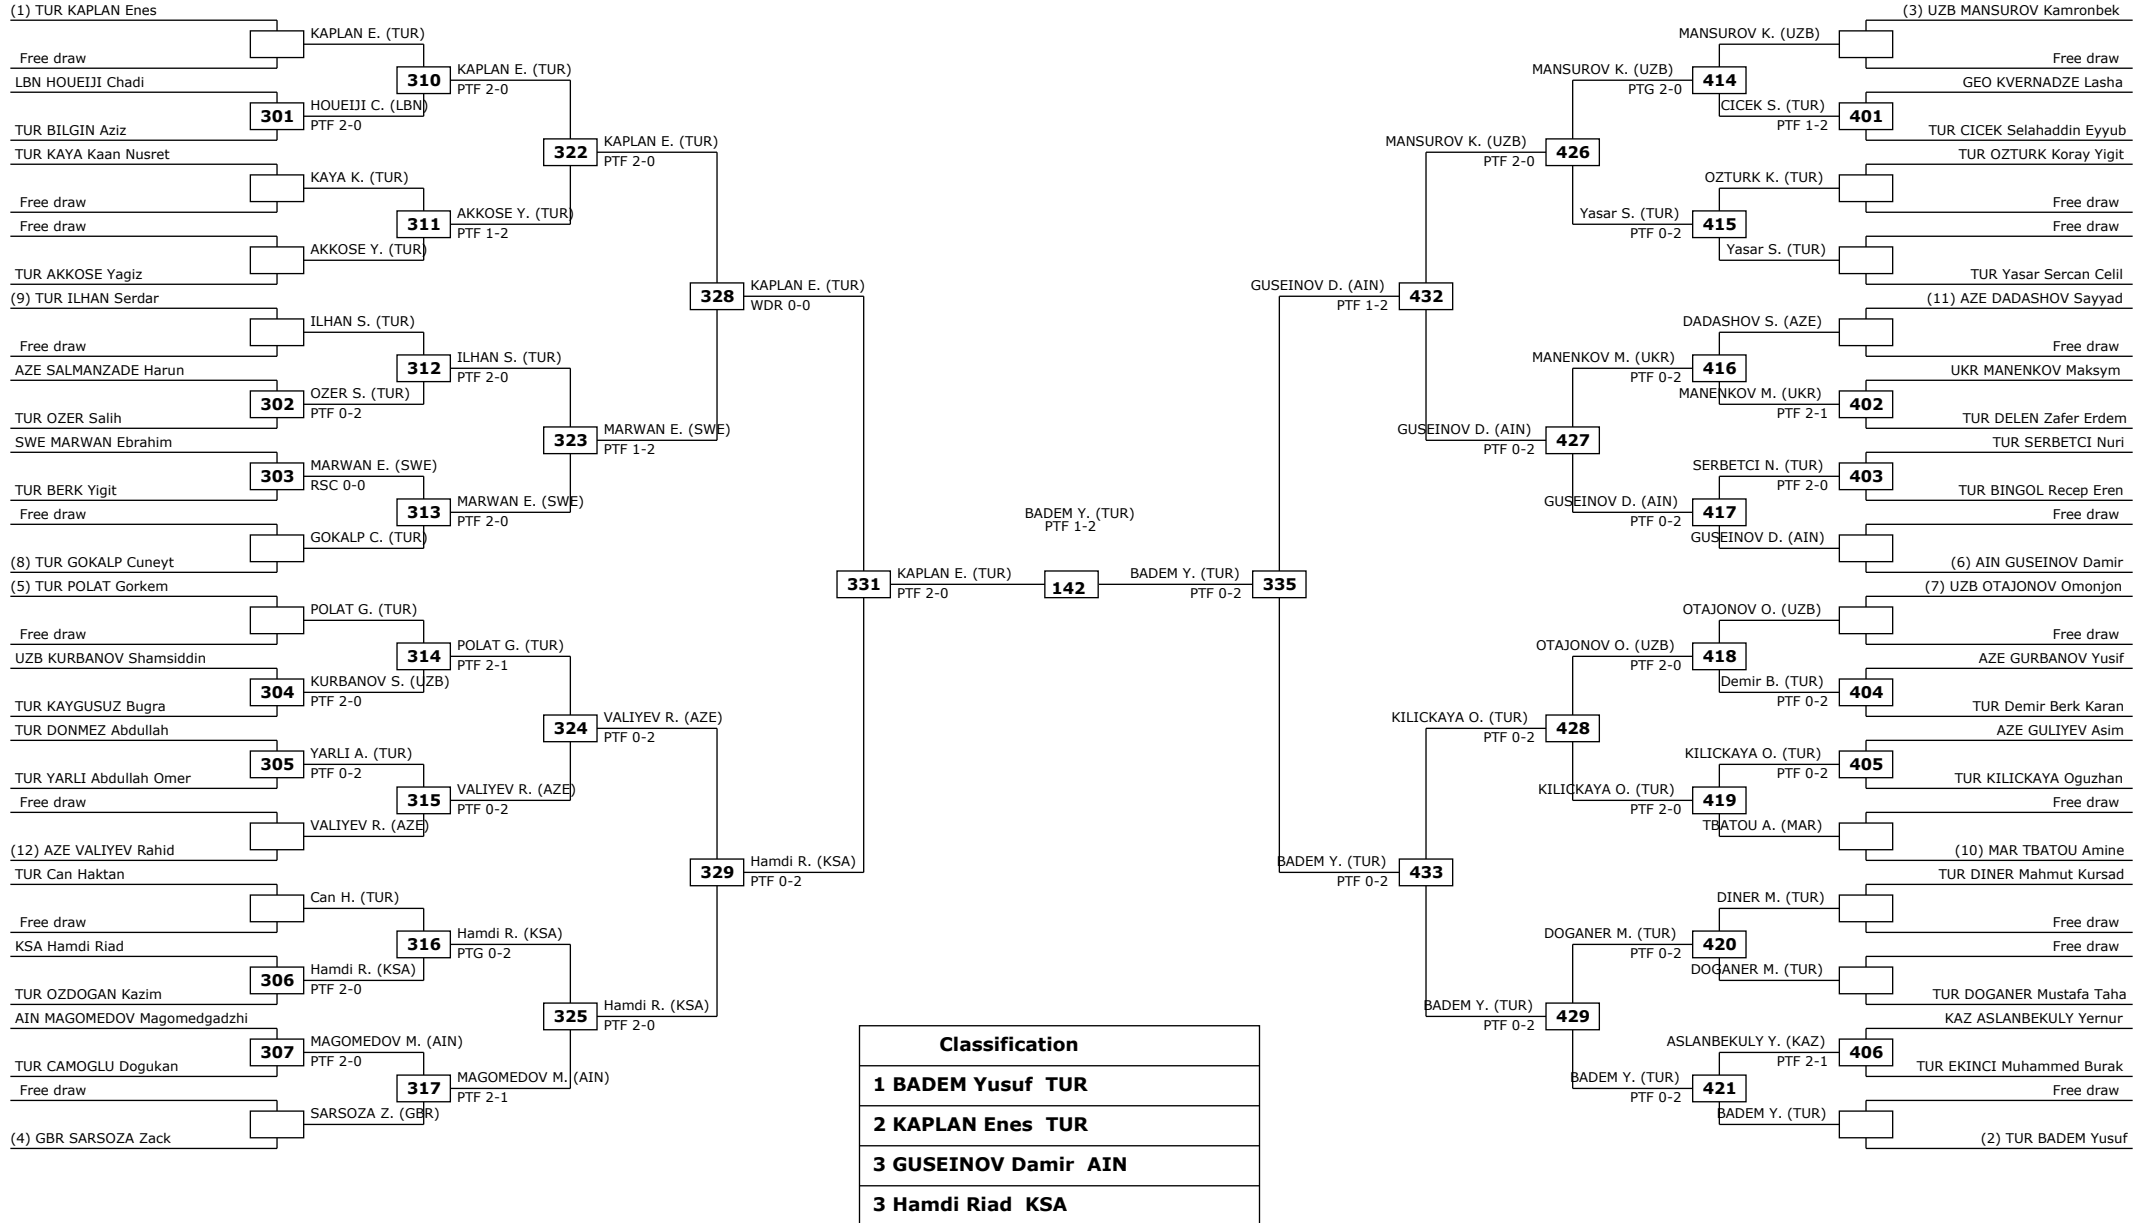 (1) TUR KAPLAN Enes
Free draw
KAPLAN E. (TUR)
LBN HOUEIJI Chadi
301
TUR BILGIN Aziz
HOUEIJI C. (LBN)
PTF 2-0
310
KAPLAN E. (TUR)
PTF 2-0
TUR KAYA Kaan Nusret
Free draw
KAYA K. (TUR)
Free draw
TUR AKKOSE Yagiz
AKKOSE Y. (TUR)
311
AKKOSE Y. (TUR)
PTF 1-2
322
KAPLAN E. (TUR)
PTF 2-0
(9) TUR ILHAN Serdar
Free draw
ILHAN S. (TUR)
AZE SALMANZADE Harun
302
TUR OZER Salih
OZER S. (TUR)
PTF 0-2
312
ILHAN S. (TUR)
PTF 2-0
SWE MARWAN Ebrahim
303
TUR BERK Yigit
MARWAN E. (SWE)
RSC 0-0
Free draw
(8) TUR GOKALP Cuneyt
GOKALP C. (TUR)
313
MARWAN E. (SWE)
PTF 2-0
323
MARWAN E. (SWE)
PTF 1-2
328
KAPLAN E. (TUR)
WDR 0-0
(5) TUR POLAT Gorkem
Free draw
POLAT G. (TUR)
UZB KURBANOV Shamsiddin
304
TUR KAYGUSUZ Bugra
KURBANOV S. (UZB)
PTF 2-0
314
POLAT G. (TUR)
PTF 2-1
TUR DONMEZ Abdullah
305
TUR YARLI Abdullah Omer
YARLI A. (TUR)
PTF 0-2
Free draw
(12) AZE VALIYEV Rahid
VALIYEV R. (AZE)
315
VALIYEV R. (AZE)
PTF 0-2
324
VALIYEV R. (AZE)
PTF 0-2
TUR Can Haktan
Free draw
Can H. (TUR)
KSA Hamdi Riad
306
TUR OZDOGAN Kazim
Hamdi R. (KSA)
PTF 2-0
316
Hamdi R. (KSA)
PTG 0-2
AIN MAGOMEDOV Magomedgadzhi
307
TUR CAMOGLU Dogukan
MAGOMEDOV M. (AIN)
PTF 2-0
Free draw
(4) GBR SARSOZA Zack
SARSOZA Z. (GBR)
317
MAGOMEDOV M. (AIN)
PTF 2-1
325
Hamdi R. (KSA)
PTF 2-0
329
Hamdi R. (KSA)
PTF 0-2
331
KAPLAN E. (TUR)
PTF 2-0
BADEM Y. (TUR)
PTF 1-2
142
BADEM Y. (TUR)
PTF 0-2
335
(3) UZB MANSUROV Kamronbek
Free draw
MANSUROV K. (UZB)
GEO KVERNADZE Lasha
401
TUR CICEK Selahaddin Eyyub
CICEK S. (TUR)
PTF 1-2
414
MANSUROV K. (UZB)
PTG 2-0
TUR OZTURK Koray Yigit
Free draw
OZTURK K. (TUR)
Free draw
TUR Yasar Sercan Celil
Yasar S. (TUR)
415
Yasar S. (TUR)
PTF 0-2
426
MANSUROV K. (UZB)
PTF 2-0
(11) AZE DADASHOV Sayyad
Free draw
DADASHOV S. (AZE)
UKR MANENKOV Maksym
402
TUR DELEN Zafer Erdem
MANENKOV M. (UKR)
PTF 2-1
416
MANENKOV M. (UKR)
PTF 0-2
TUR SERBETCI Nuri
403
TUR BINGOL Recep Eren
SERBETCI N. (TUR)
PTF 2-0
Free draw
(6) AIN GUSEINOV Damir
GUSEINOV D. (AIN)
417
GUSEINOV D. (AIN)
PTF 0-2
427
GUSEINOV D. (AIN)
PTF 0-2
432
GUSEINOV D. (AIN)
PTF 1-2
(7) UZB OTAJONOV Omonjon
Free draw
OTAJONOV O. (UZB)
AZE GURBANOV Yusif
404
TUR Demir Berk Karan
Demir B. (TUR)
PTF 0-2
418
OTAJONOV O. (UZB)
PTF 2-0
AZE GULIYEV Asim
405
TUR KILICKAYA Oguzhan
KILICKAYA O. (TUR)
PTF 0-2
Free draw
(10) MAR TBATOU Amine
TBATOU A. (MAR)
419
KILICKAYA O. (TUR)
PTF 2-0
428
KILICKAYA O. (TUR)
PTF 0-2
TUR DINER Mahmut Kursad
Free draw
DINER M. (TUR)
Free draw
TUR DOGANER Mustafa Taha
DOGANER M. (TUR)
420
DOGANER M. (TUR)
PTF 0-2
KAZ ASLANBEKULY Yernur
406
TUR EKINCI Muhammed Burak
ASLANBEKULY Y. (KAZ)
PTF 2-1
Free draw
(2) TUR BADEM Yusuf
BADEM Y. (TUR)
421
BADEM Y. (TUR)
PTF 0-2
429
BADEM Y. (TUR)
PTF 0-2
433
BADEM Y. (TUR)
PTF 0-2
Classification
1 BADEM Yusuf TUR
2 KAPLAN Enes TUR
3 GUSEINOV Damir AIN
3 Hamdi Riad KSA